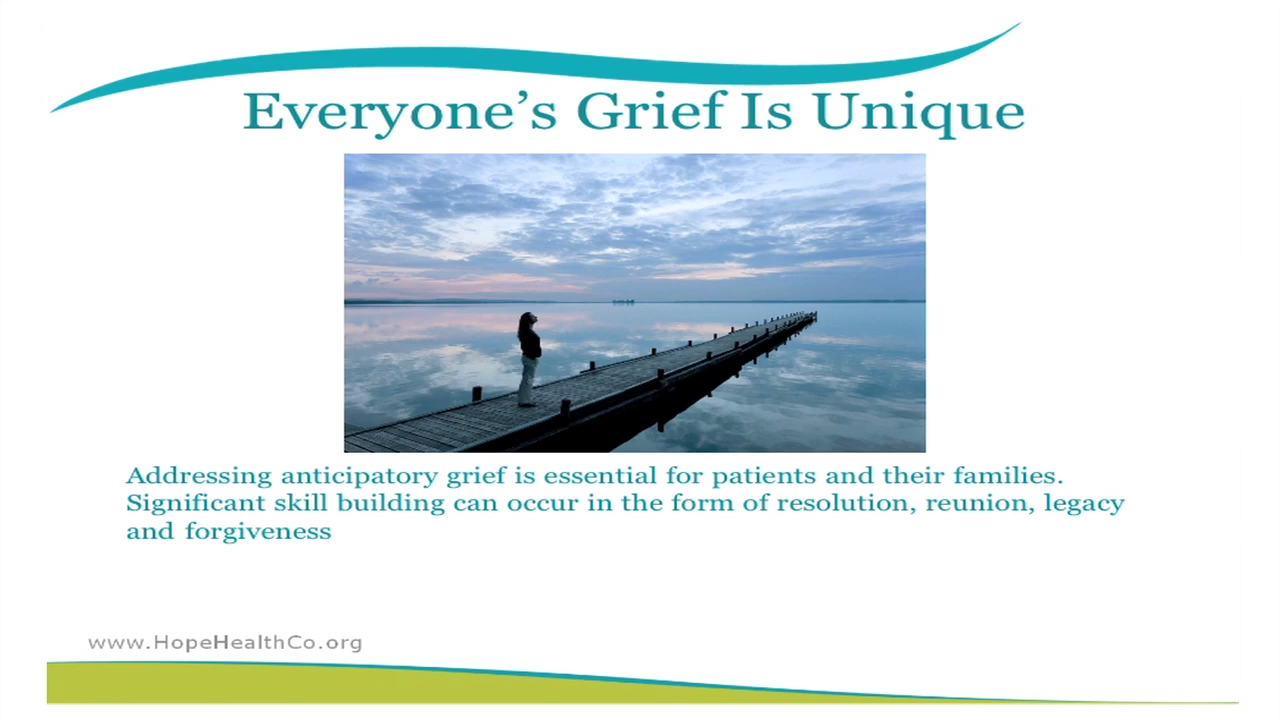 Everyone’s Grief Is Unique
Addressing anticipatory grief is essential for patients and their families.
Significant skill building can occur in the form of resolution, reunion, legacy
and forgiveness
www.HopeHealthCo.org